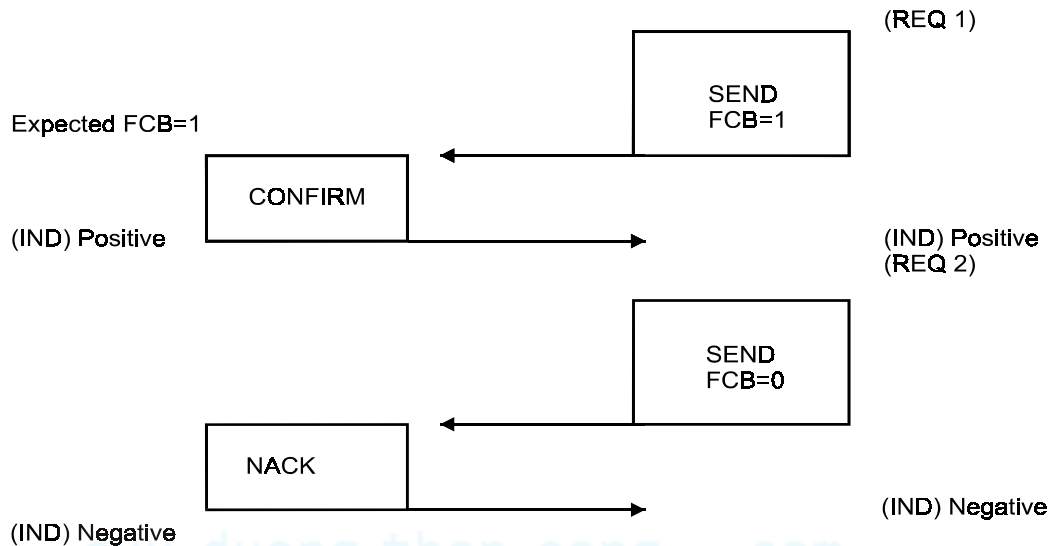 (REQ 1)
SEND
FCB=1
Expected FCB=1
CONFIRM
(IND) Positive
(IND) Positive
(REQ 2)
SEND
FCB=0
NACK
(IND) Negative
(IND) Negative